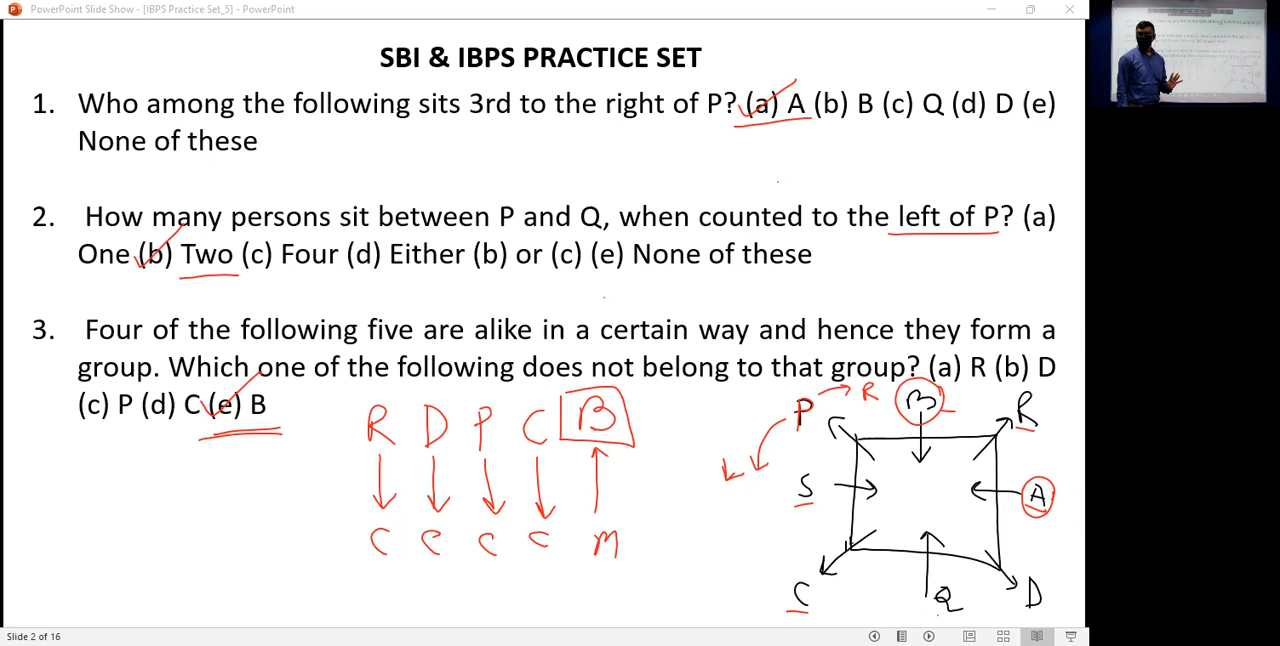 PowerPoint Slide Show - [IBPS Practice Set_5] - PowerPoint
SBI & IBPS PRACTICE SET
1. Who among the following sits 3rd to the right of P? (a) A (b) B (c) Q (d) D (e)
None of these
2. How many persons sit between P and Q, when counted to the left of P? (a)
One (b) Two (c) Four (d) Either (b) or (c) (e) None of these
3. Four of the following five are alike in a certain way and hence they form a
group. Which one of the following does not belong to that group? (a) R (b) D
(c) P (d) C (e) B
R D P C B
C C C C M
P R B R
L
S A
C Q D
Slide 2 of 16